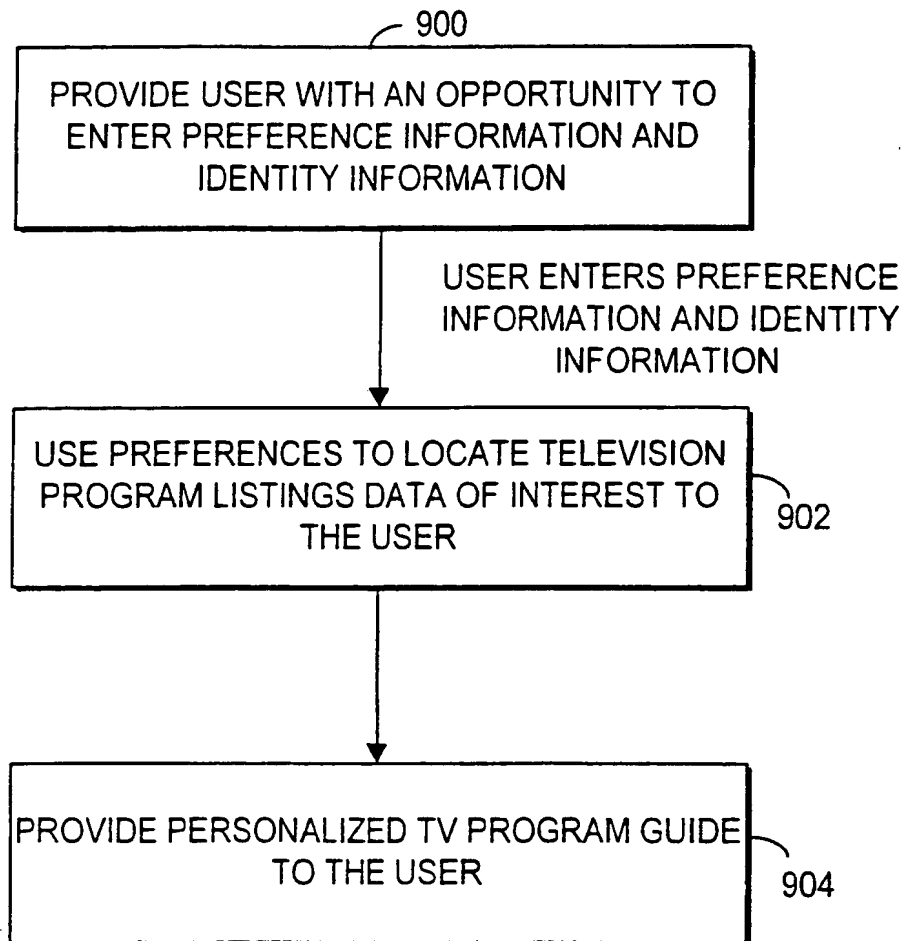 900
PROVIDE USER WITH AN OPPORTUNITY TO
ENTER PREFERENCE INFORMATION AND
IDENTITY INFORMATION
USER ENTERS PREFERENCE
INFORMATION AND IDENTITY
INFORMATION
USE PREFERENCES TO LOCATE TELEVISION
PROGRAM LISTINGS DATA OF INTEREST TO
THE USER
902
PROVIDE PERSONALIZED TV PROGRAM GUIDE
TO THE USER
904